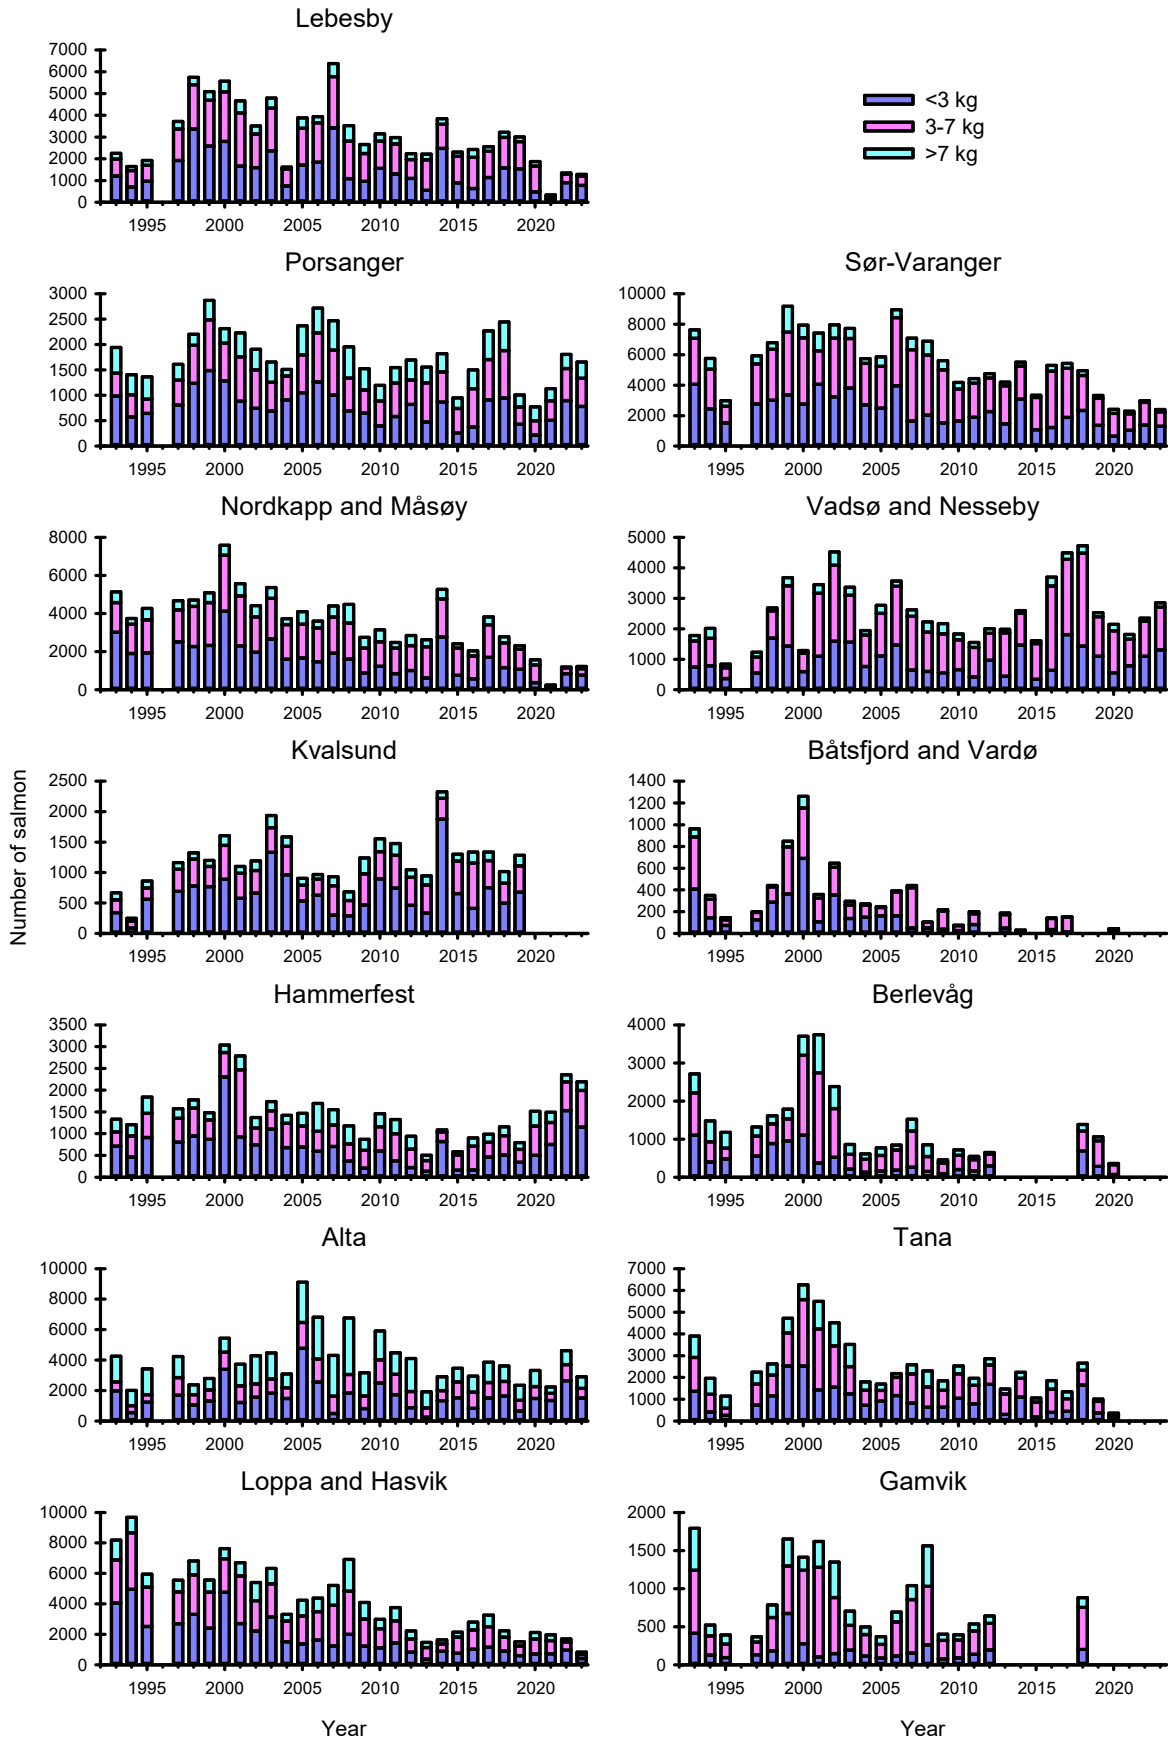 Lebesby
7000
6000
5000
4000
3000
2000
1000
0
1995 2000 2005 2010 2015 2020
<3 kg
3-7 kg
>7 kg
Porsanger
3000
2500
2000
1500
1000
500
0
1995 2000 2005 2010 2015 2020
Sør-Varanger
10000
8000
6000
4000
2000
0
1995 2000 2005 2010 2015 2020
Nordkapp and Måsøy
8000
6000
4000
2000
0
1995 2000 2005 2010 2015 2020
Vadsø and Nesseby
5000
4000
3000
2000
1000
0
1995 2000 2005 2010 2015 2020
Number of salmon
Kvalsund
2500
2000
1500
1000
500
0
1995 2000 2005 2010 2015 2020
Båtsfjord and Vardø
1400
1200
1000
800
600
400
200
0
1995 2000 2005 2010 2015 2020
Hammerfest
3500
3000
2500
2000
1500
1000
500
0
1995 2000 2005 2010 2015 2020
Berlevåg
4000
3000
2000
1000
0
1995 2000 2005 2010 2015 2020
Alta
10000
8000
6000
4000
2000
0
1995 2000 2005 2010 2015 2020
Tana
7000
6000
5000
4000
3000
2000
1000
0
1995 2000 2005 2010 2015 2020
Loppa and Hasvik
10000
8000
6000
4000
2000
0
1995 2000 2005 2010 2015 2020
Year
Gamvik
2000
1500
1000
500
0
1995 2000 2005 2010 2015 2020
Year